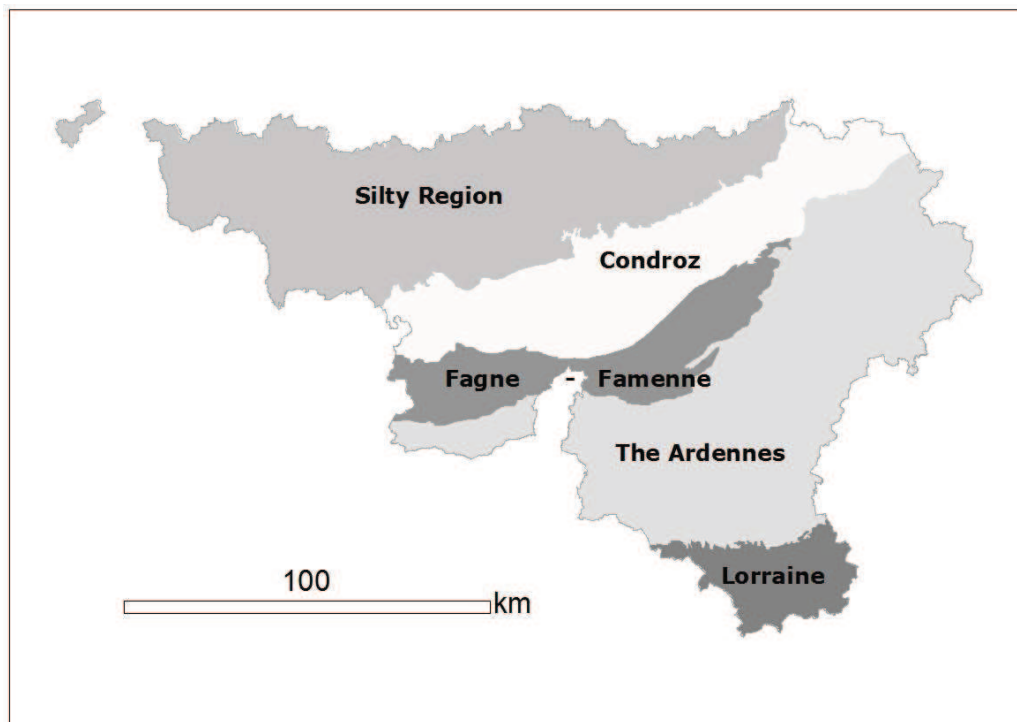 Silty Region
Condroz
Fagne - Famenne
The Ardennes
Lorraine
100
km